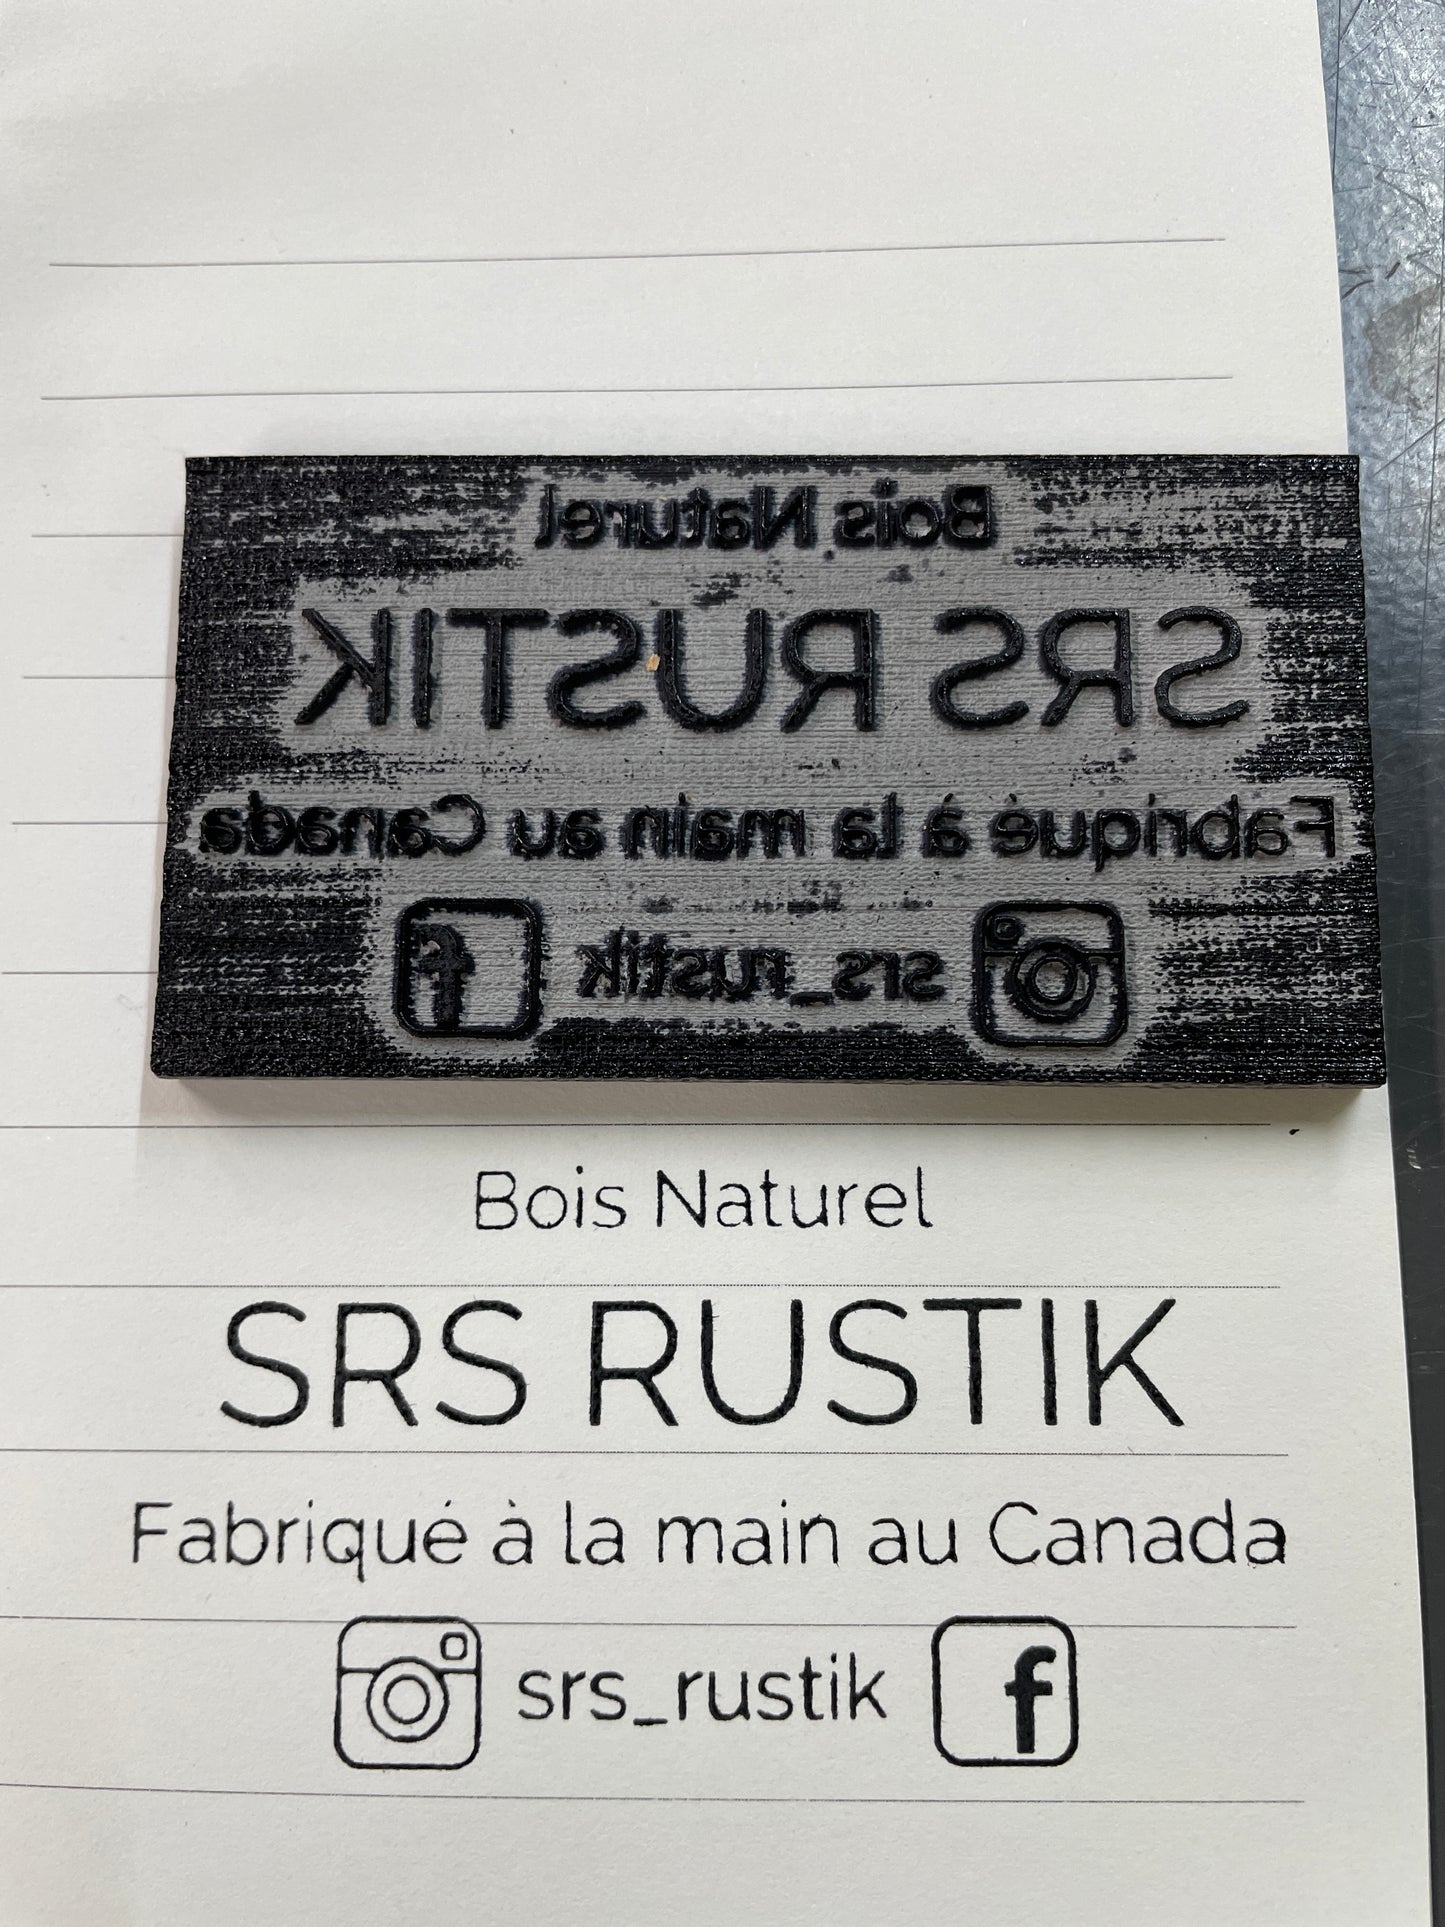 Bois Naturel
SRS RUSTIK
Fabriqué à la main au Canada
srs_rustik f
Bois Naturel
SRS RUSTIK
Fabriqué à la main au Canada
srs_rustik f